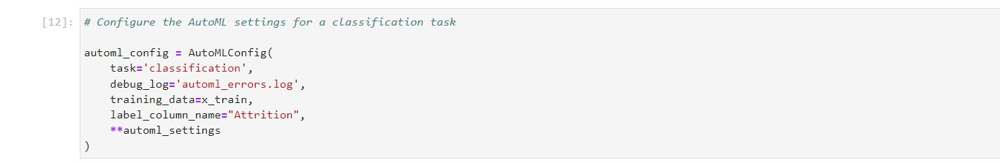 [12]: # Configure the AutoML settings for a classification task
automl_config = AutoMLConfig(
    task='classification',
    debug_log='automl_errors.log',
    training_data=x_train,
    label_column_name="Attrition",
    **automl_settings
)